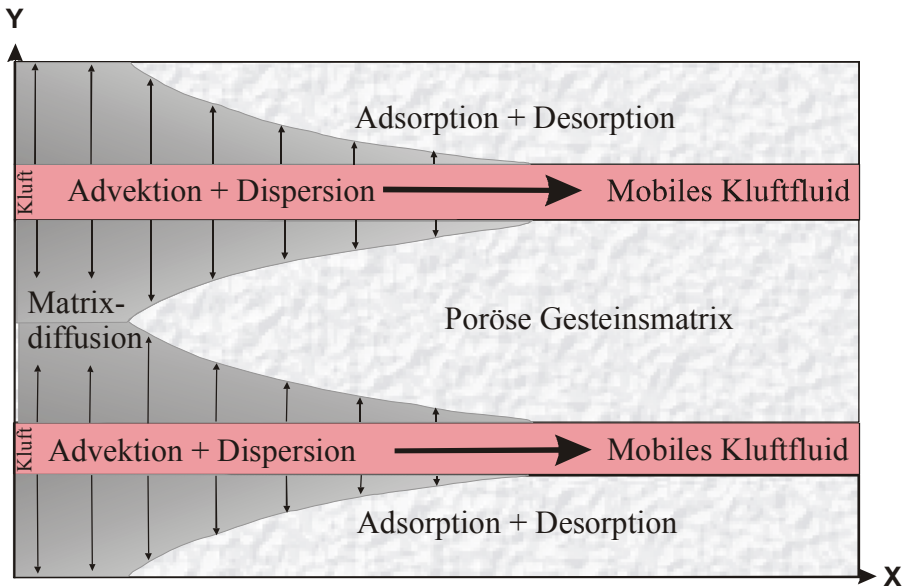 Y
Adsorption + Desorption
Kluft
Advektion + Dispersion
Mobiles Kluftfluid
Matrix-
diffusion
Poröse Gesteinsmatrix
Kluft
Advektion + Dispersion
Mobiles Kluftfluid
Adsorption + Desorption
X